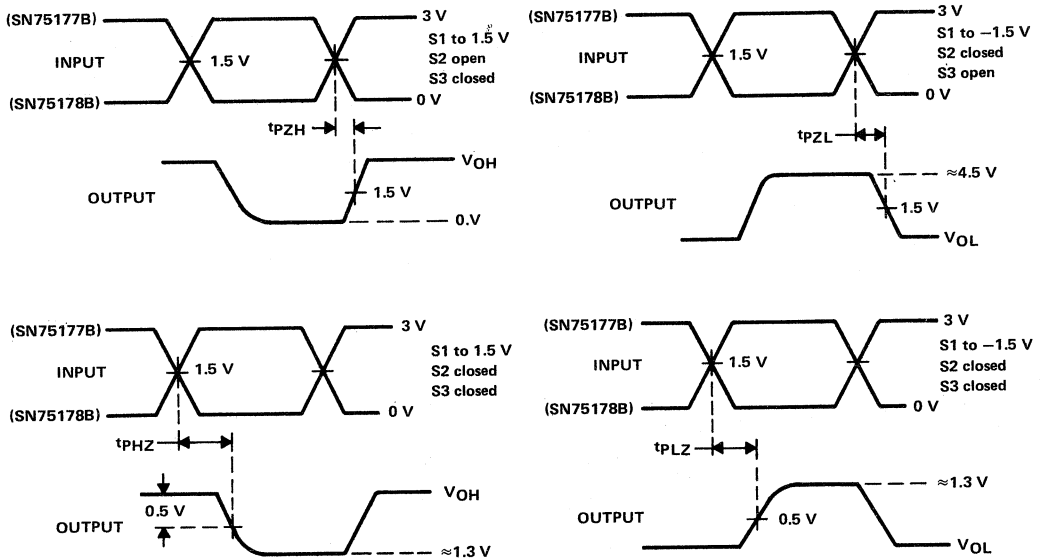 (SN75177B)
3 V
S1 to 1.5 V
S2 open
S3 closed
INPUT
1.5 V
(SN75178B)
0 V
tPZH
VOH
OUTPUT
1.5 V
0.V
(SN75177B)
3 V
S1 to −1.5 V
S2 closed
S3 open
INPUT
1.5 V
(SN75178B)
0 V
tPZL
≈4.5 V
OUTPUT
1.5 V
VOL
(SN75177B)
3 V
S1 to 1.5 V
S2 closed
S3 closed
INPUT
1.5 V
(SN75178B)
0 V
tPHZ
VOH
0.5 V
OUTPUT
≈1.3 V
(SN75177B)
3 V
S1 to −1.5 V
S2 closed
S3 closed
INPUT
1.5 V
(SN75178B)
0 V
tPLZ
≈1.3 V
OUTPUT
0.5 V
VOL